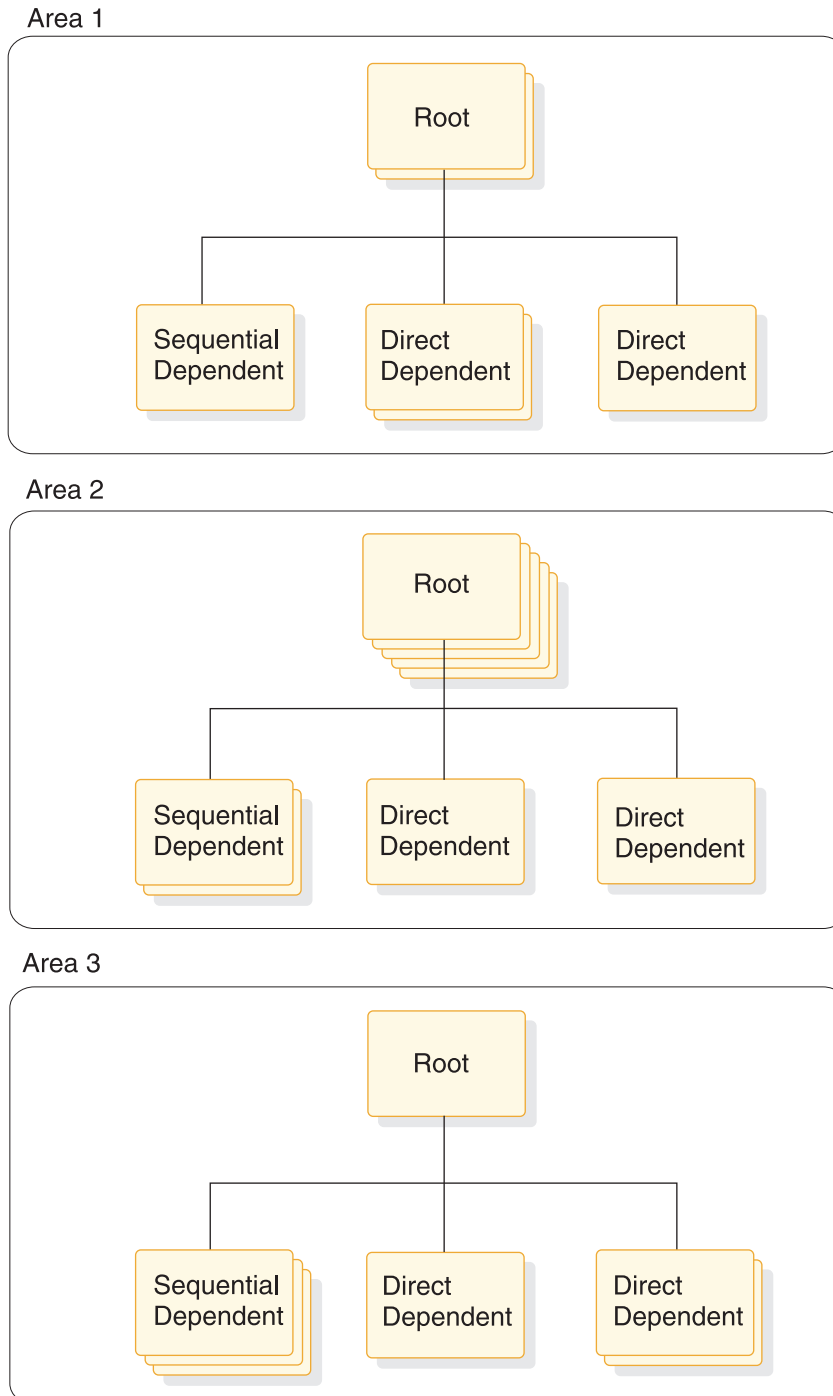 Area 1
Root
Sequential
Dependent
Direct
Dependent
Direct
Dependent
Area 2
Root
Sequential
Dependent
Direct
Dependent
Direct
Dependent
Area 3
Root
Sequential
Dependent
Direct
Dependent
Direct
Dependent